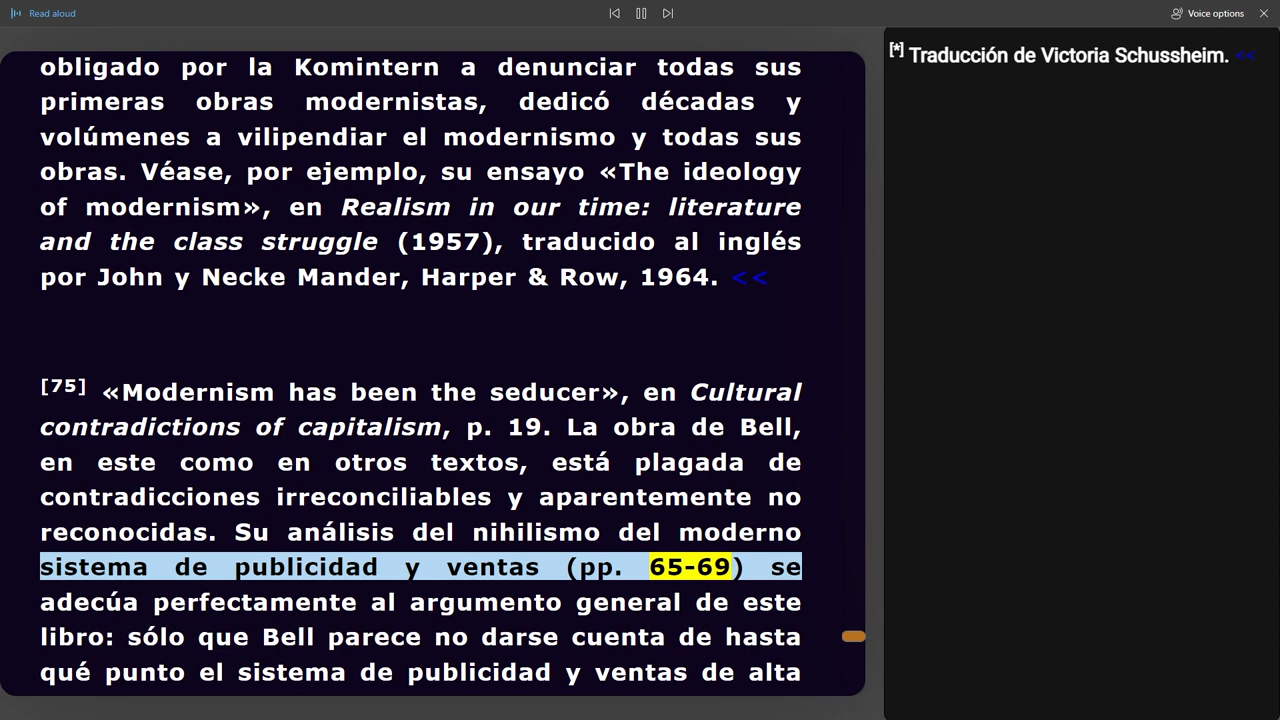 Read aloud
Voice options
obligado por la Komintern a denunciar todas sus
primeras obras modernistas, dedicó décadas y
volúmenes a vilipendiar el modernismo y todas sus
obras. Véase, por ejemplo, su ensayo «The ideology
of modernism», en Realism in our time: literature
and the class struggle (1957), traducido al inglés
por John y Necke Mander, Harper & Row, 1964. <<
[75] «Modernism has been the seducer», en Cultural
contradictions of capitalism, p. 19. La obra de Bell,
en este como en otros textos, está plagada de
contradicciones irreconciliables y aparentemente no
reconocidas. Su análisis del nihilismo del moderno
sistema de publicidad y ventas (pp. 65-69) se
adecúa perfectamente al argumento general de este
libro: sólo que Bell parece no darse cuenta de hasta
qué punto el sistema de publicidad y ventas de alta
[*] Traducción de Victoria Schussheim. <<